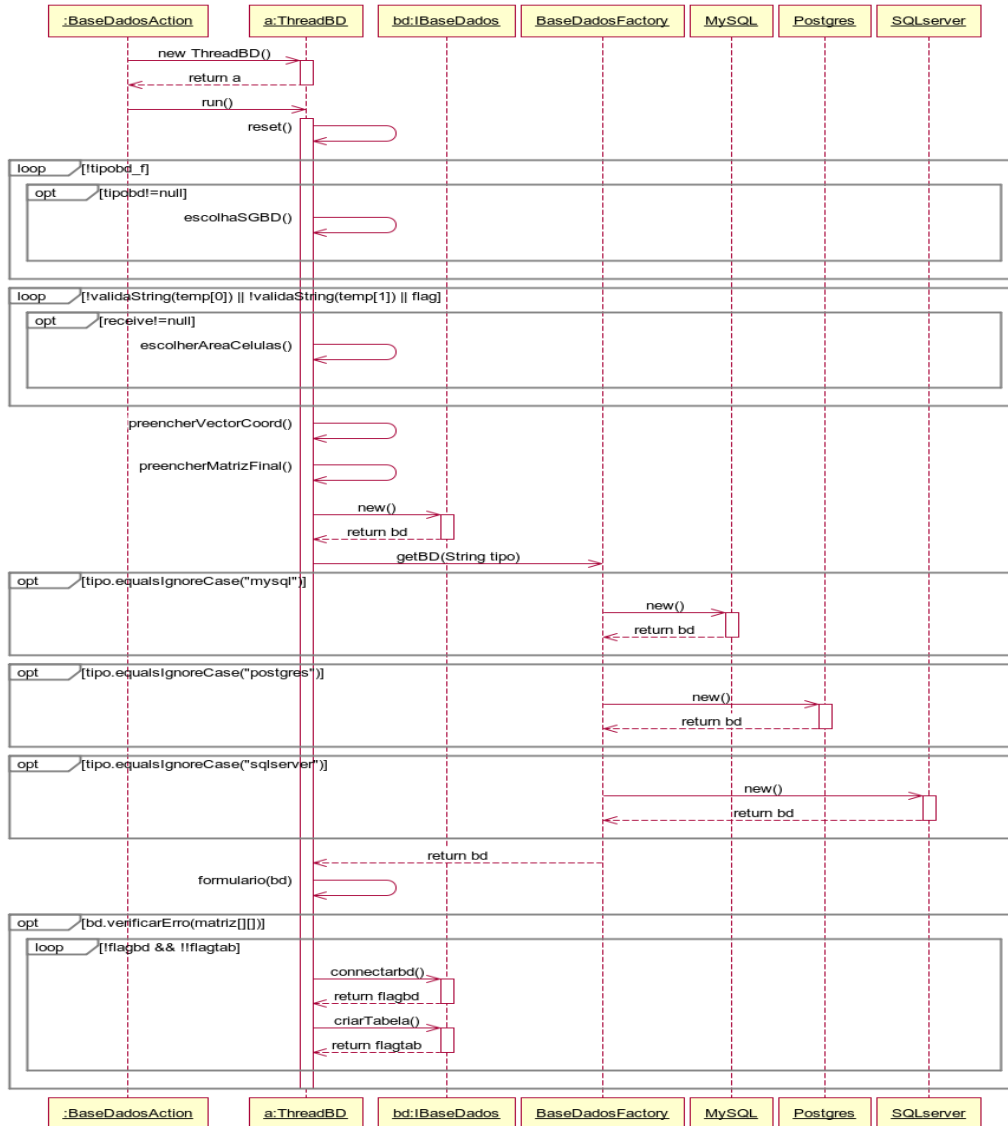 :BaseDadosAction
a:ThreadBD
bd:IBaseDados
BaseDadosFactory
MySQL
Postgres
SQLserver
new ThreadBD()
return a
run()
reset()
loop [!tipobd_f]
opt [tipobd!=null]
escolhaSGBD()
loop [!validaString(temp[0]) || !validaString(temp[1]) || flag]
opt [receive!=null]
escolherAreaCelulas()
preencherVectorCoord()
preencherMatrizFinal()
new()
return bd
getBD(String tipo)
opt [tipo.equalsIgnoreCase("mysql")]
new()
return bd
opt [tipo.equalsIgnoreCase("postgres")]
new()
return bd
opt [tipo.equalsIgnoreCase("sqlserver")]
new()
return bd
return bd
formulario(bd)
opt [bd.verificarErro(matriz[][])]
loop [!flagbd && !!flagtab]
connectarbd()
return flagbd
criarTabela()
return flagtab
:BaseDadosAction
a:ThreadBD
bd:IBaseDados
BaseDadosFactory
MySQL
Postgres
SQLserver